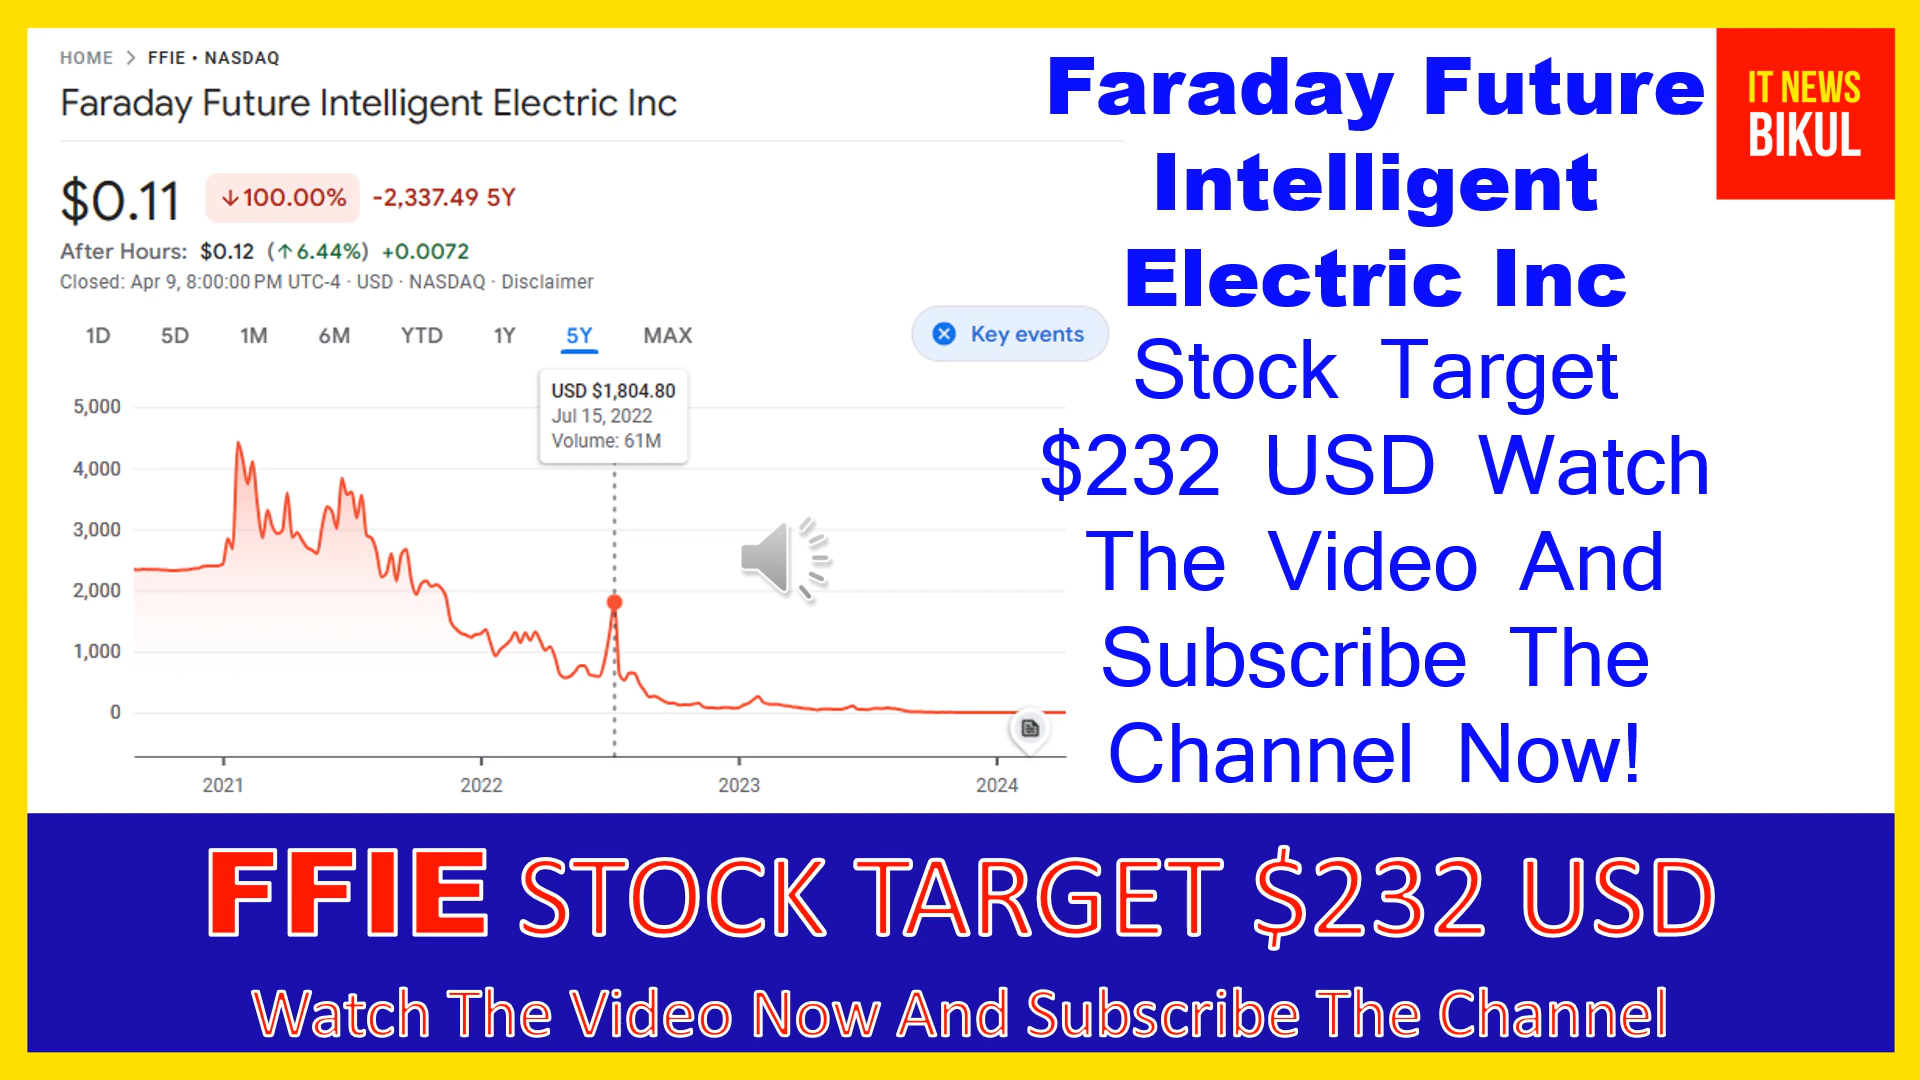 HOME > FFIE • NASDAQ
Faraday Future Intelligent Electric Inc
$0.11 ↓100.00% -2,337.49 5Y
After Hours: $0.12 (↑6.44%) +0.0072
Closed: Apr 9, 8:00:00 PM UTC-4 · USD · NASDAQ · Disclaimer
1D 5D 1M 6M YTD 1Y 5Y MAX
Key events
USD $1,804.80
Jul 15, 2022
Volume: 61M
5,000
4,000
3,000
2,000
1,000
0
2021 2022 2023 2024
Faraday Future
Intelligent
Electric Inc
Stock Target
$232 USD Watch
The Video And
Subscribe The
Channel Now!
IT NEWS
BIKUL
FFIE STOCK TARGET $232 USD
Watch The Video Now And Subscribe The Channel